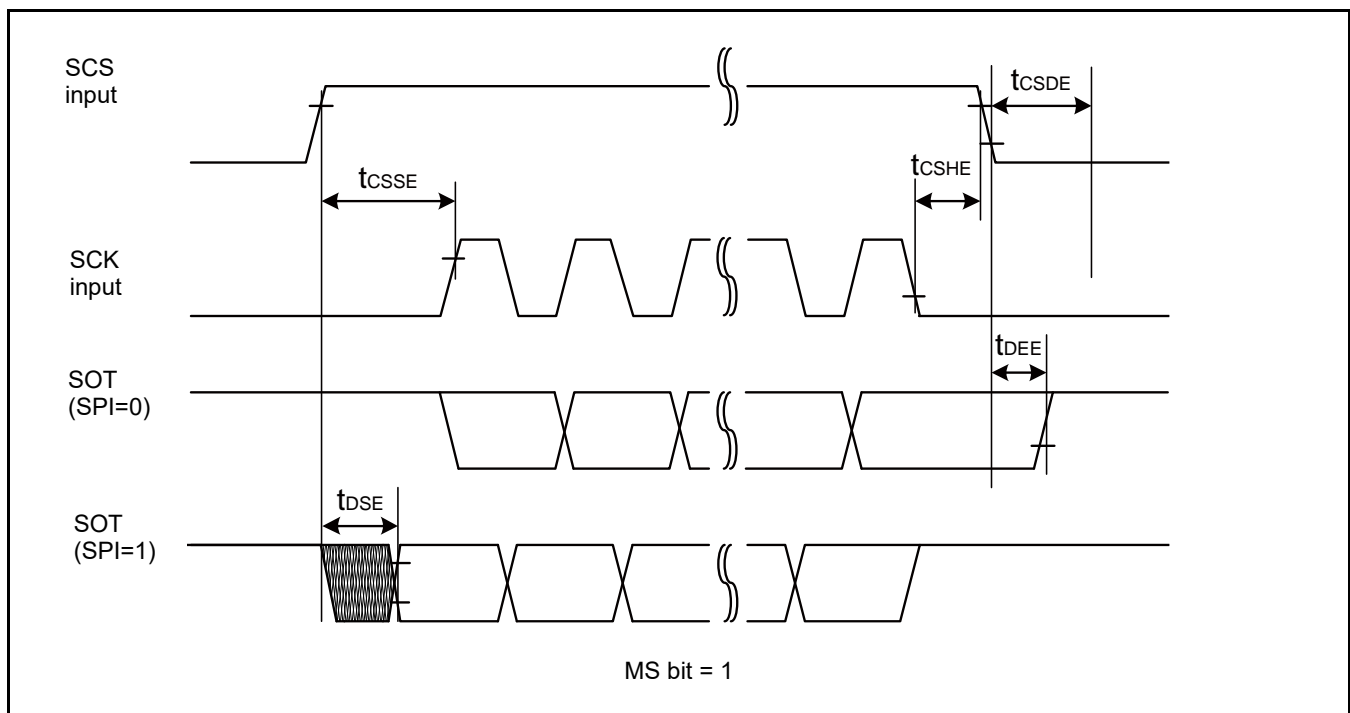 SCS
input
tCSDE
tCSHE
tCSSE
SCK
input
tDEE
SOT
(SPI=0)
tDSE
SOT
(SPI=1)
MS bit = 1